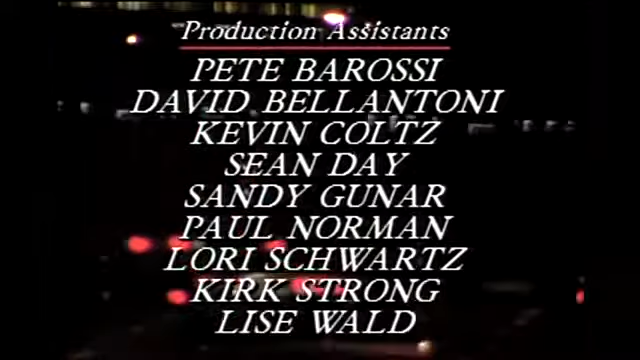 Production Assistants
PETE BAROSSI
DAVID BELLANTONI
KEVIN COLTZ
SEAN DAY
SANDY GUNAR
PAUL NORMAN
LORI SCHWARTZ
KIRK STRONG
LISE WALD